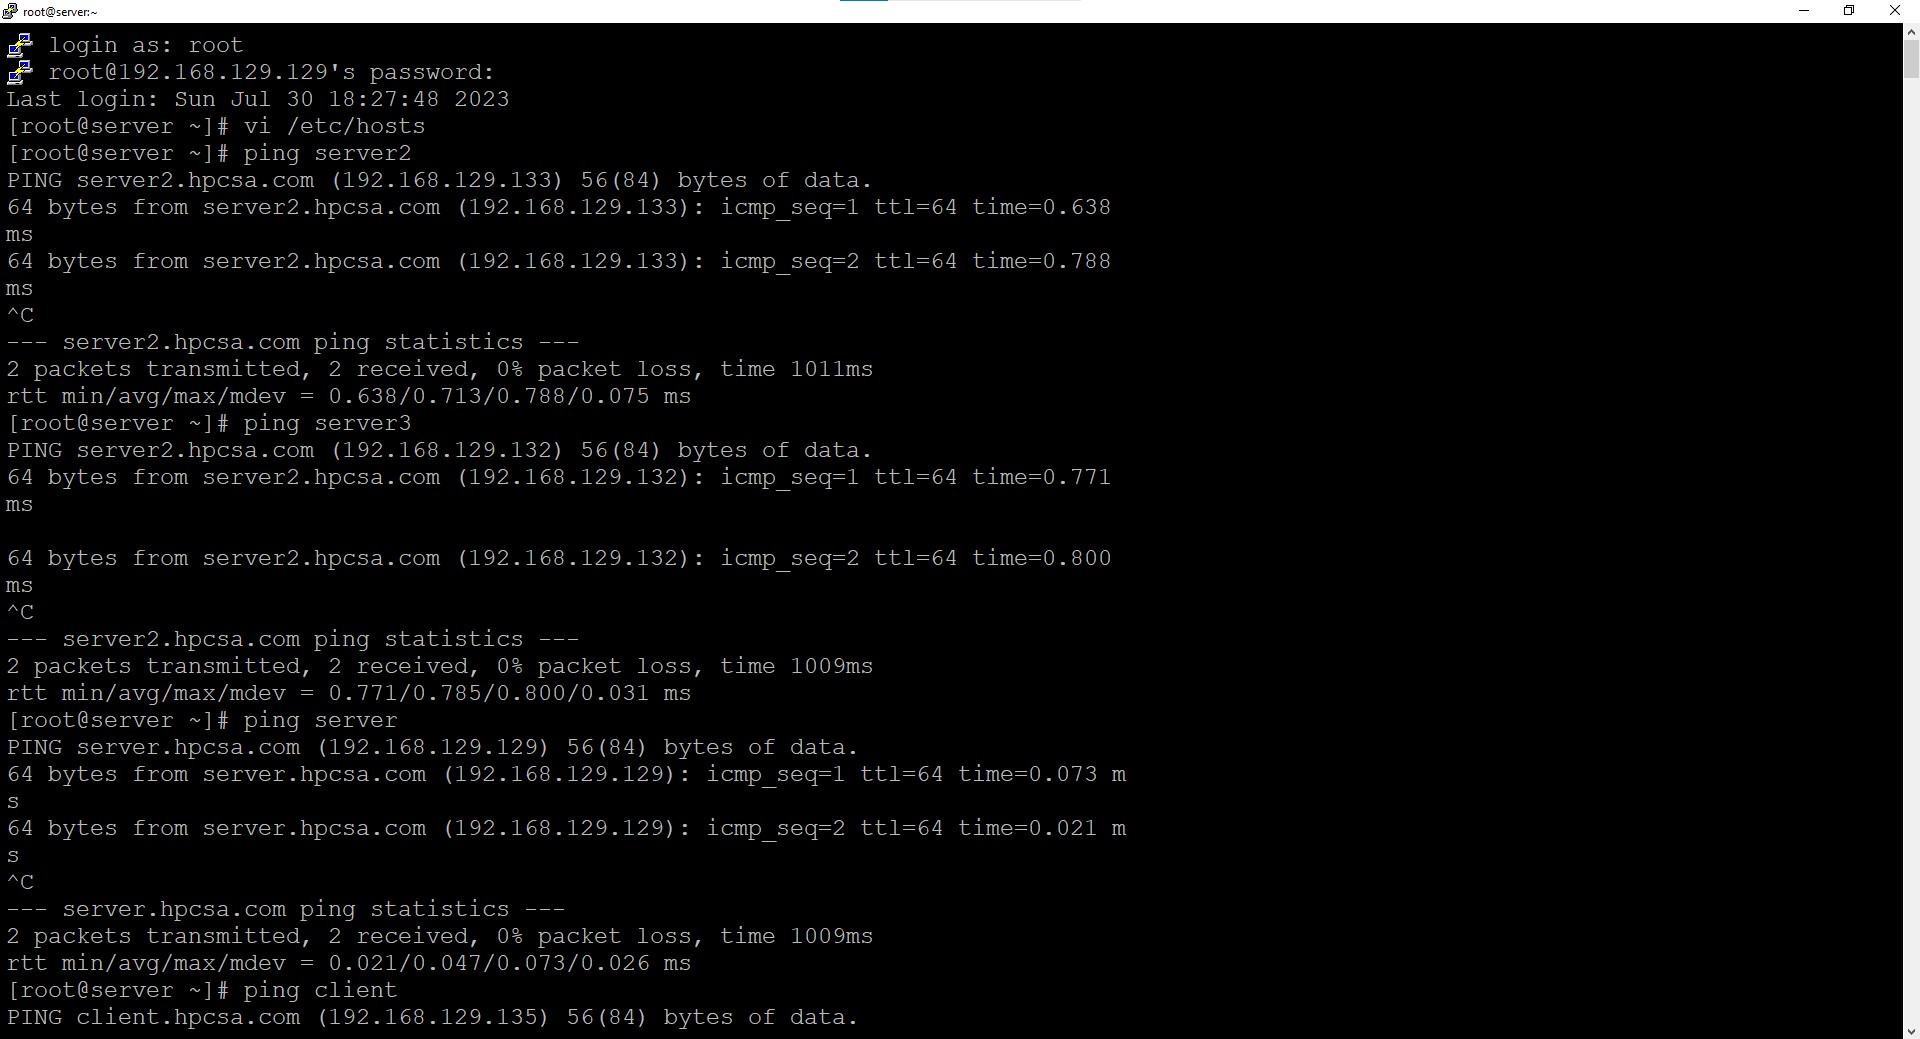 root@server:~
login as: root
root@192.168.129.129's password:
Last login: Sun Jul 30 18:27:48 2023
[root@server ~]# vi /etc/hosts
[root@server ~]# ping server2
PING server2.hpcsa.com (192.168.129.133) 56(84) bytes of data.
64 bytes from server2.hpcsa.com (192.168.129.133): icmp_seq=1 ttl=64 time=0.638
ms
64 bytes from server2.hpcsa.com (192.168.129.133): icmp_seq=2 ttl=64 time=0.788
ms
^C
--- server2.hpcsa.com ping statistics ---
2 packets transmitted, 2 received, 0% packet loss, time 1011ms
rtt min/avg/max/mdev = 0.638/0.713/0.788/0.075 ms
[root@server ~]# ping server3
PING server2.hpcsa.com (192.168.129.132) 56(84) bytes of data.
64 bytes from server2.hpcsa.com (192.168.129.132): icmp_seq=1 ttl=64 time=0.771
ms
64 bytes from server2.hpcsa.com (192.168.129.132): icmp_seq=2 ttl=64 time=0.800
ms
^C
--- server2.hpcsa.com ping statistics ---
2 packets transmitted, 2 received, 0% packet loss, time 1009ms
rtt min/avg/max/mdev = 0.771/0.785/0.800/0.031 ms
[root@server ~]# ping server
PING server.hpcsa.com (192.168.129.129) 56(84) bytes of data.
64 bytes from server.hpcsa.com (192.168.129.129): icmp_seq=1 ttl=64 time=0.073 m
s
64 bytes from server.hpcsa.com (192.168.129.129): icmp_seq=2 ttl=64 time=0.021 m
s
^C
--- server.hpcsa.com ping statistics ---
2 packets transmitted, 2 received, 0% packet loss, time 1009ms
rtt min/avg/max/mdev = 0.021/0.047/0.073/0.026 ms
[root@server ~]# ping client
PING client.hpcsa.com (192.168.129.135) 56(84) bytes of data.